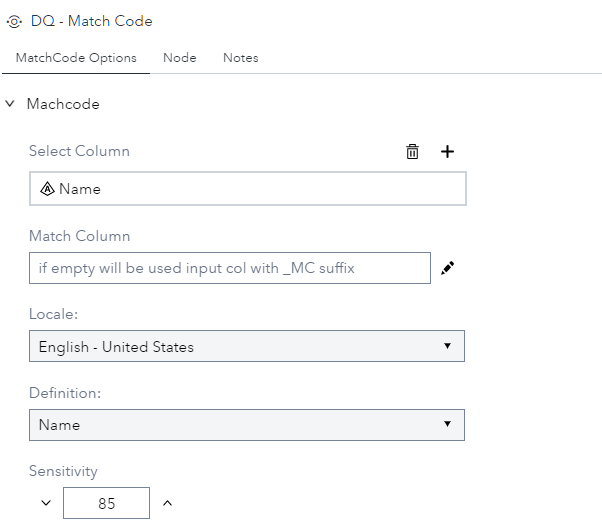 DQ - Match Code
MatchCode Options Node Notes
Machcode
Select Column
A Name
Match Column
if empty will be used input col with _MC suffix
Locale:
English - United States
Definition:
Name
Sensitivity
85